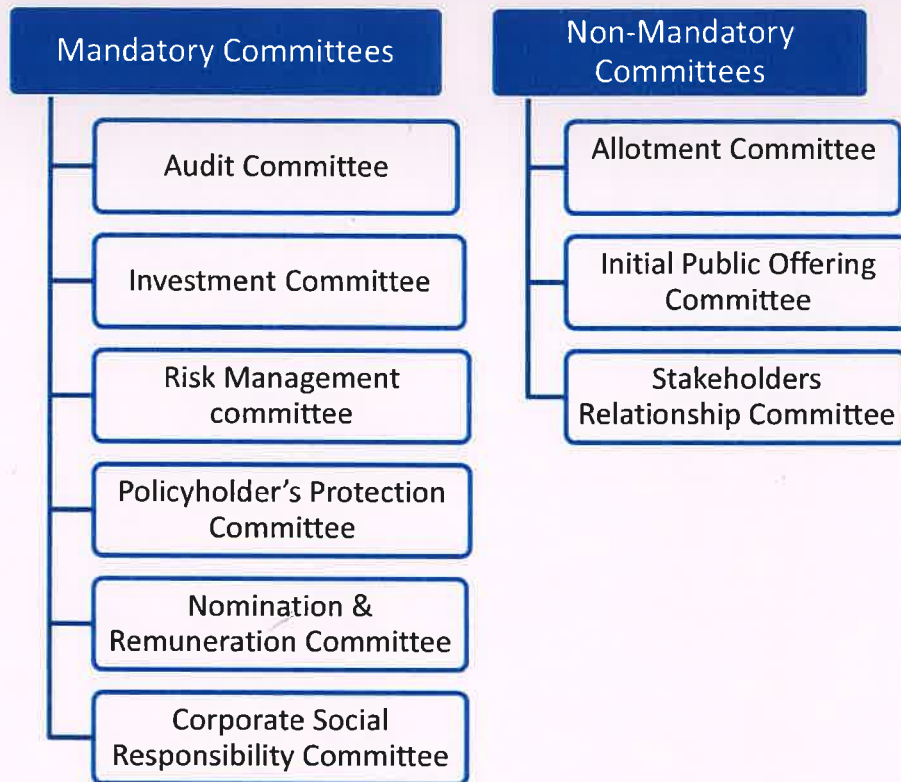 Mandatory Committees
Audit Committee
Investment Committee
Risk Management
committee
Policyholder's Protection
Committee
Nomination &
Remuneration Committee
Corporate Social
Responsibility Committee
Non-Mandatory
Committees
Allotment Committee
Initial Public Offering
Committee
Stakeholders
Relationship Committee